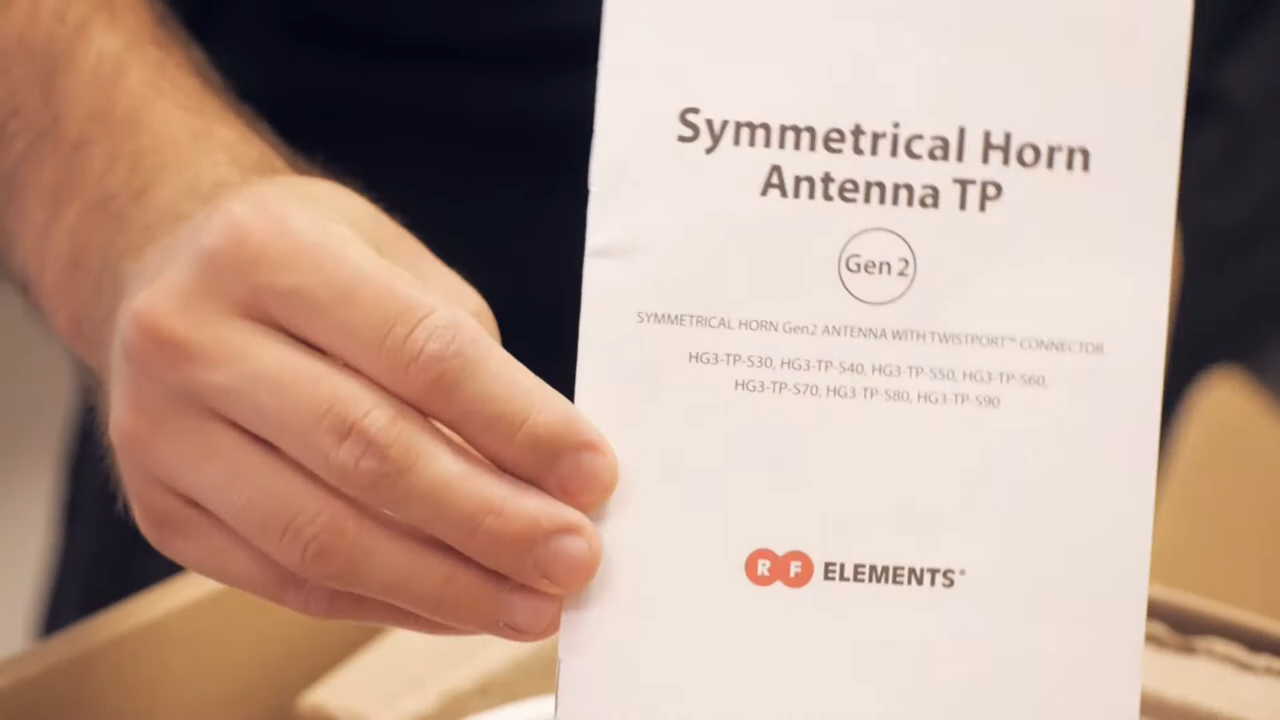 Symmetrical Horn
Antenna TP
Gen 2
SYMMETRICAL HORN Gen2 ANTENNA WITH TWISTPORT™ CONNECTOR
HG3-TP-S30, HG3-TP-S40, HG3-TP-S50, HG3-TP-S60,
HG3-TP-S70, HG3-TP-S80, HG3-TP-S90
RF ELEMENTS®